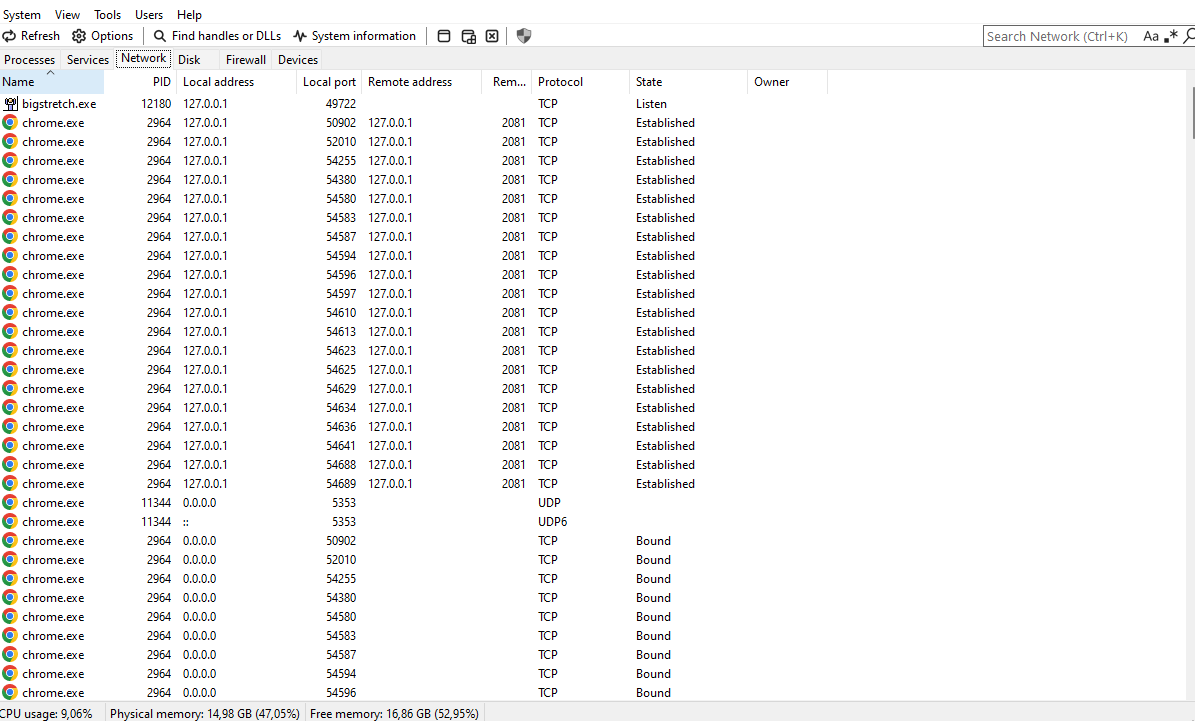 System View Tools Users Help
Refresh Options Find handles or DLLs System information Search Network (Ctrl+K) Aa .*
Processes Services Network Disk Firewall Devices
Name PID Local address Local port Remote address Rem... Protocol State Owner
bigstretch.exe 12180 127.0.0.1 49722 TCP Listen
chrome.exe 2964 127.0.0.1 50902 127.0.0.1 2081 TCP Established
chrome.exe 2964 127.0.0.1 52010 127.0.0.1 2081 TCP Established
chrome.exe 2964 127.0.0.1 54255 127.0.0.1 2081 TCP Established
chrome.exe 2964 127.0.0.1 54380 127.0.0.1 2081 TCP Established
chrome.exe 2964 127.0.0.1 54580 127.0.0.1 2081 TCP Established
chrome.exe 2964 127.0.0.1 54583 127.0.0.1 2081 TCP Established
chrome.exe 2964 127.0.0.1 54587 127.0.0.1 2081 TCP Established
chrome.exe 2964 127.0.0.1 54594 127.0.0.1 2081 TCP Established
chrome.exe 2964 127.0.0.1 54596 127.0.0.1 2081 TCP Established
chrome.exe 2964 127.0.0.1 54597 127.0.0.1 2081 TCP Established
chrome.exe 2964 127.0.0.1 54610 127.0.0.1 2081 TCP Established
chrome.exe 2964 127.0.0.1 54613 127.0.0.1 2081 TCP Established
chrome.exe 2964 127.0.0.1 54623 127.0.0.1 2081 TCP Established
chrome.exe 2964 127.0.0.1 54625 127.0.0.1 2081 TCP Established
chrome.exe 2964 127.0.0.1 54629 127.0.0.1 2081 TCP Established
chrome.exe 2964 127.0.0.1 54634 127.0.0.1 2081 TCP Established
chrome.exe 2964 127.0.0.1 54636 127.0.0.1 2081 TCP Established
chrome.exe 2964 127.0.0.1 54641 127.0.0.1 2081 TCP Established
chrome.exe 2964 127.0.0.1 54688 127.0.0.1 2081 TCP Established
chrome.exe 2964 127.0.0.1 54689 127.0.0.1 2081 TCP Established
chrome.exe 11344 0.0.0.0 5353 UDP
chrome.exe 11344 :: 5353 UDP6
chrome.exe 2964 0.0.0.0 50902 TCP Bound
chrome.exe 2964 0.0.0.0 52010 TCP Bound
chrome.exe 2964 0.0.0.0 54255 TCP Bound
chrome.exe 2964 0.0.0.0 54380 TCP Bound
chrome.exe 2964 0.0.0.0 54580 TCP Bound
chrome.exe 2964 0.0.0.0 54583 TCP Bound
chrome.exe 2964 0.0.0.0 54587 TCP Bound
chrome.exe 2964 0.0.0.0 54594 TCP Bound
chrome.exe 2964 0.0.0.0 54596 TCP Bound
CPU usage: 9,06% Physical memory: 14,98 GB (47,05%) Free memory: 16,86 GB (52,95%)